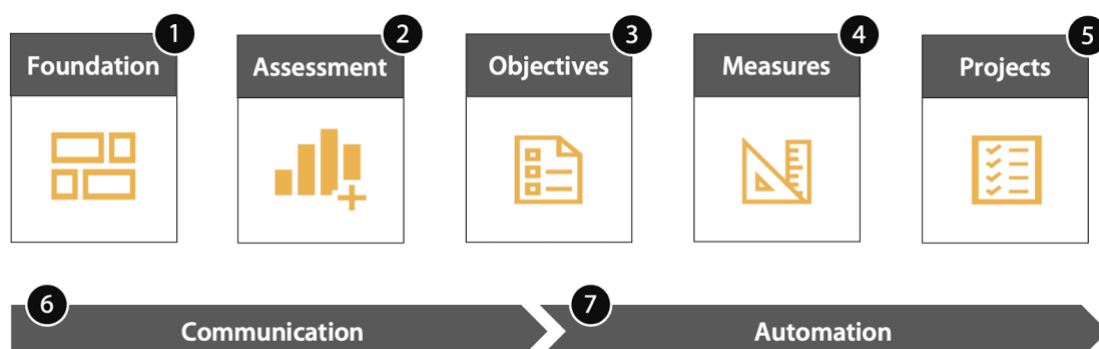 1
Foundation
2
Assessment
3
Objectives
4
Measures
5
Projects
6
Communication
7
Automation